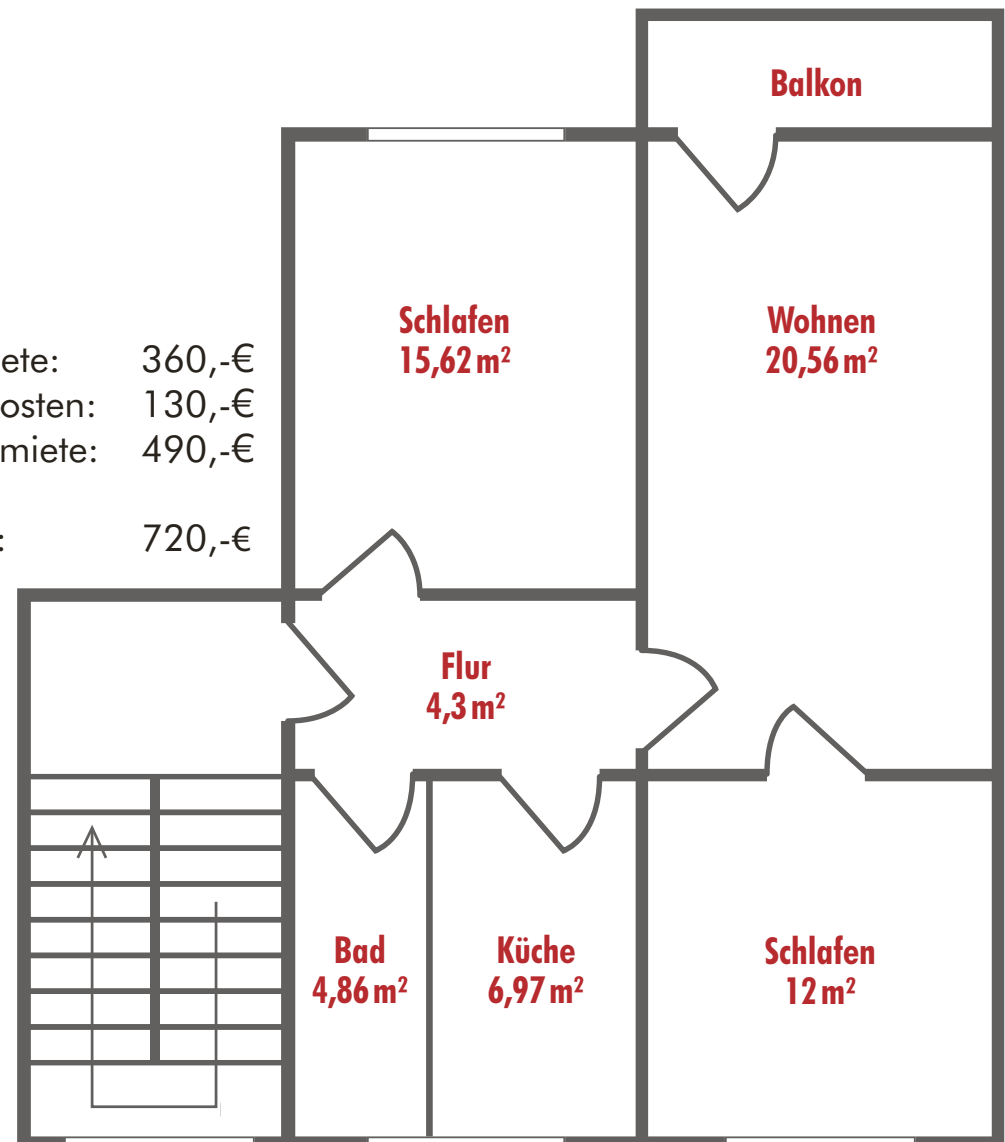 Balkon
Schlafen
15,62 m²
Wohnen
20,56 m²
ete: 360,-€
osten: 130,-€
miete: 490,-€
: 720,-€
Flur
4,3 m²
Bad
4,86 m²
Küche
6,97 m²
Schlafen
12 m²